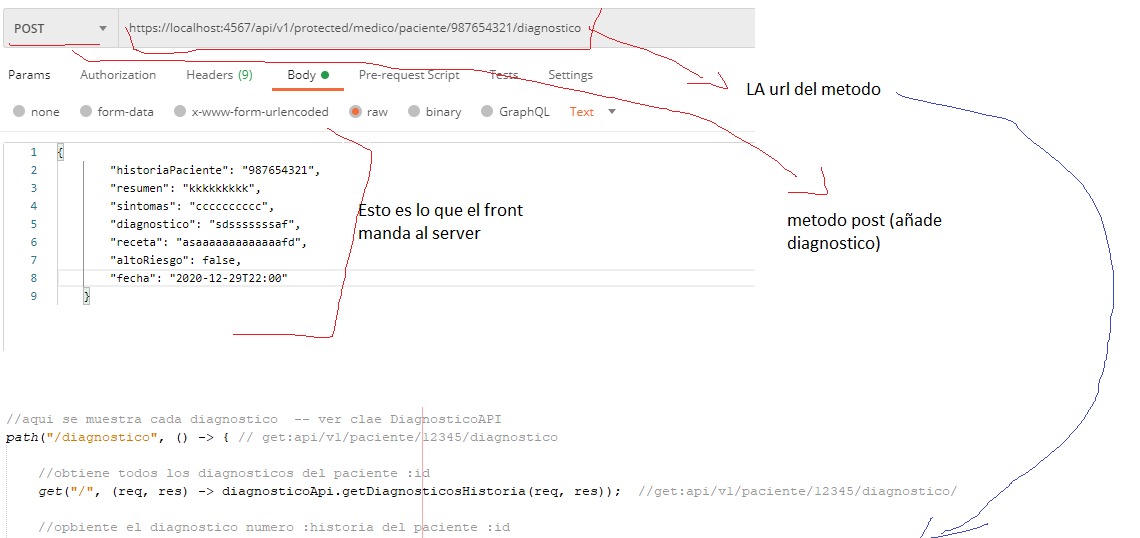 POST
https://localhost:4567/api/v1/protected/medico/paciente/987654321/diagnostico
Params Authorization Headers (9) Body Pre-request Script Tests Settings
LA url del metodo
none form-data x-www-form-urlencoded raw binary GraphQL Text
1 {
2 "historiaPaciente": "987654321",
3 "resumen": "kkkkkkkkk",
4 "sintomas": "cccccccccc",
5 "diagnostico": "sdsssssssaf",
6 "receta": "asaaaaaaaaaaaaafd",
7 "altoRiesgo": false,
8 "fecha": "2020-12-29T22:00"
9 }
Esto es lo que el front
manda al server
metodo post (añade
diagnostico)
//aqui se muestra cada diagnostico -- ver clae DiagnosticoAPI
path("/diagnostico", () -> { // get:api/v1/paciente/12345/diagnostico
//obtiene todos los diagnosticos del paciente :id
get("/", (req, res) -> diagnosticoApi.getDiagnosticosHistoria(req, res)); //get:api/v1/paciente/12345/diagnostico/
//opbiente el diagnostico numero :historia del paciente :id